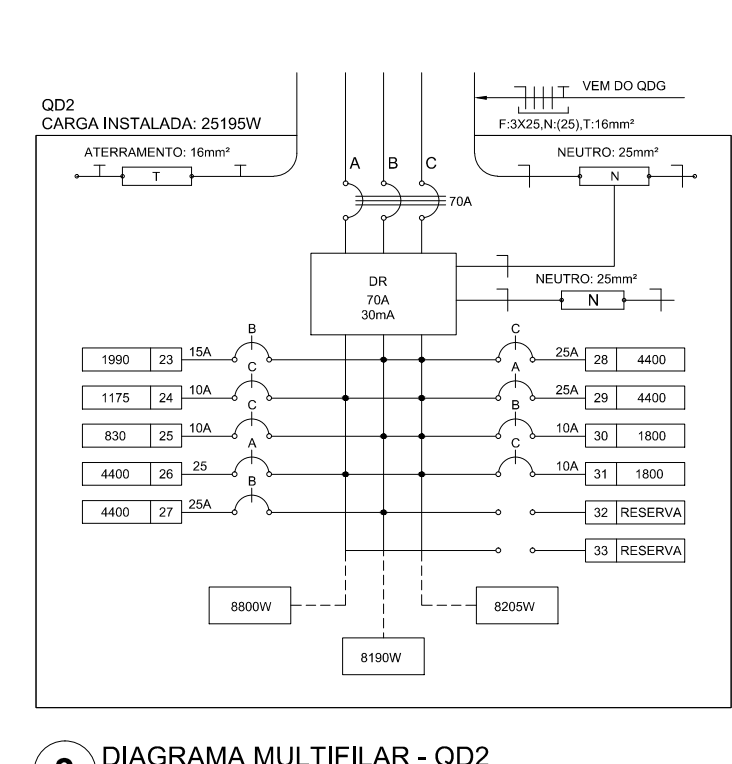 VEM DO QDG
QD2
CARGA INSTALADA: 25195W
F:3X25,N:(25),T:16mm²
ATERRAMENTO: 16mm²
T
A B C
NEUTRO: 25mm²
N
70A
DR
70A
30mA
NEUTRO: 25mm²
N
B
1990 23 15A
C
1175 24 10A
C
830 25 10A
A
4400 26 25
B
4400 27 25A
C
25A 28 4400
A
25A 29 4400
B
10A 30 1800
C
10A 31 1800
32 RESERVA
33 RESERVA
8800W
8205W
8190W
DIAGRAMA MULTIFILAR - QD2